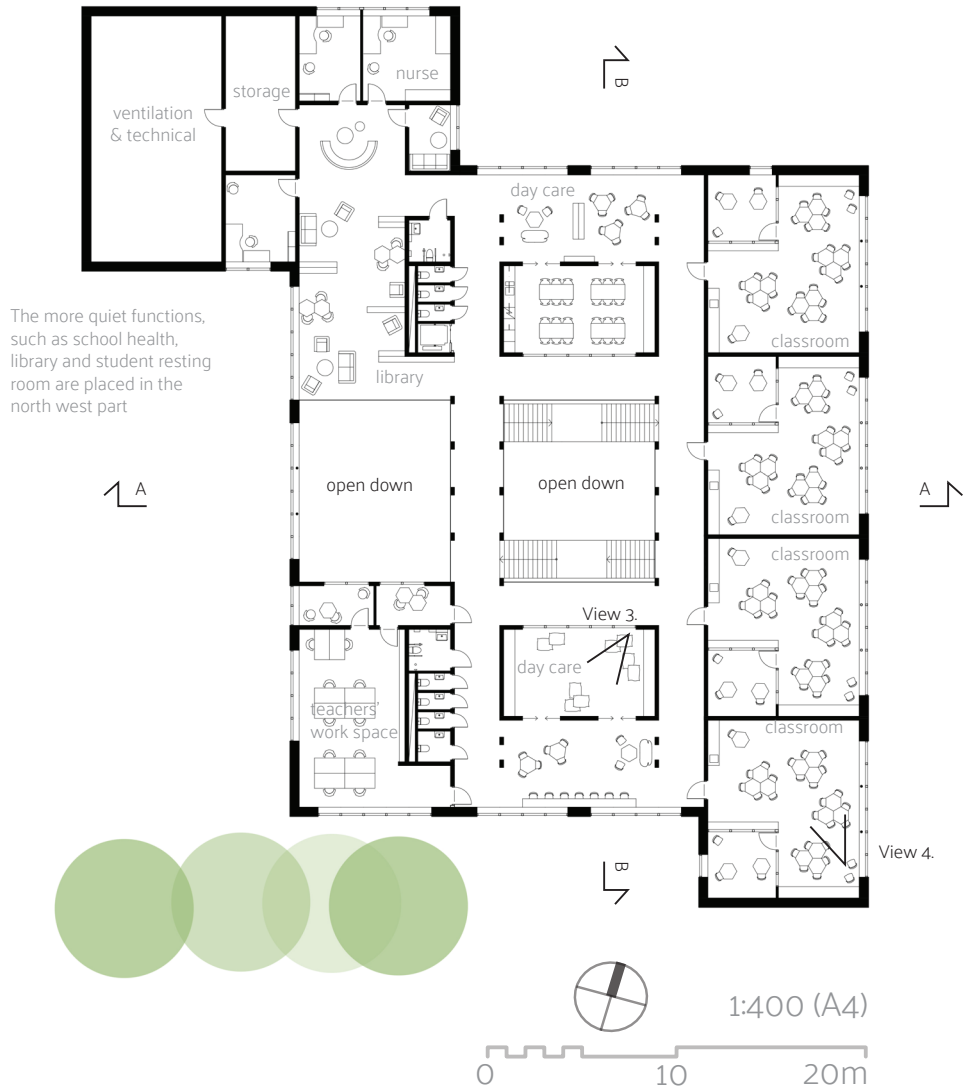 nurse
storage
ventilation
& technical
B
day care
The more quiet functions,
such as school health,
library and student resting
room are placed in the
north west part
classroom
library
A
open down
open down
A
classroom
classroom
View 3.
day care
teachers'
work space
classroom
View 4.
B
1:400 (A4)
0
10
20m